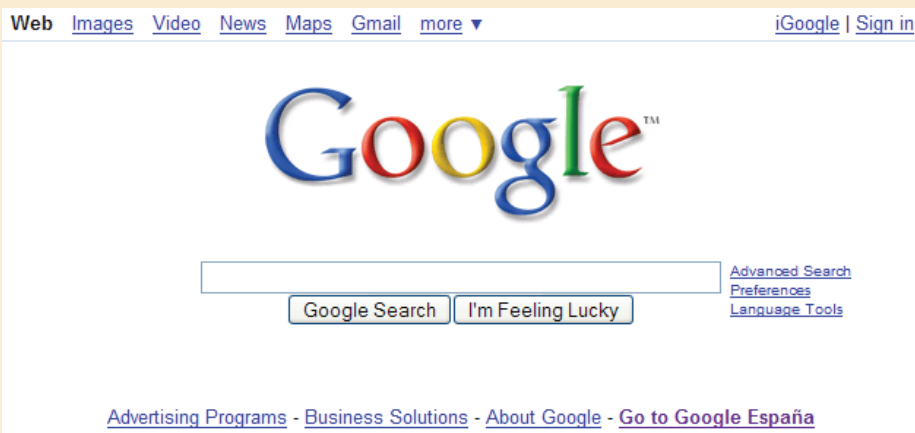 Web Images Video News Maps Gmail more ▼ iGoogle | Sign in
Google™
Advanced Search
Preferences
Language Tools
Google Search I'm Feeling Lucky
Advertising Programs - Business Solutions - About Google - Go to Google España